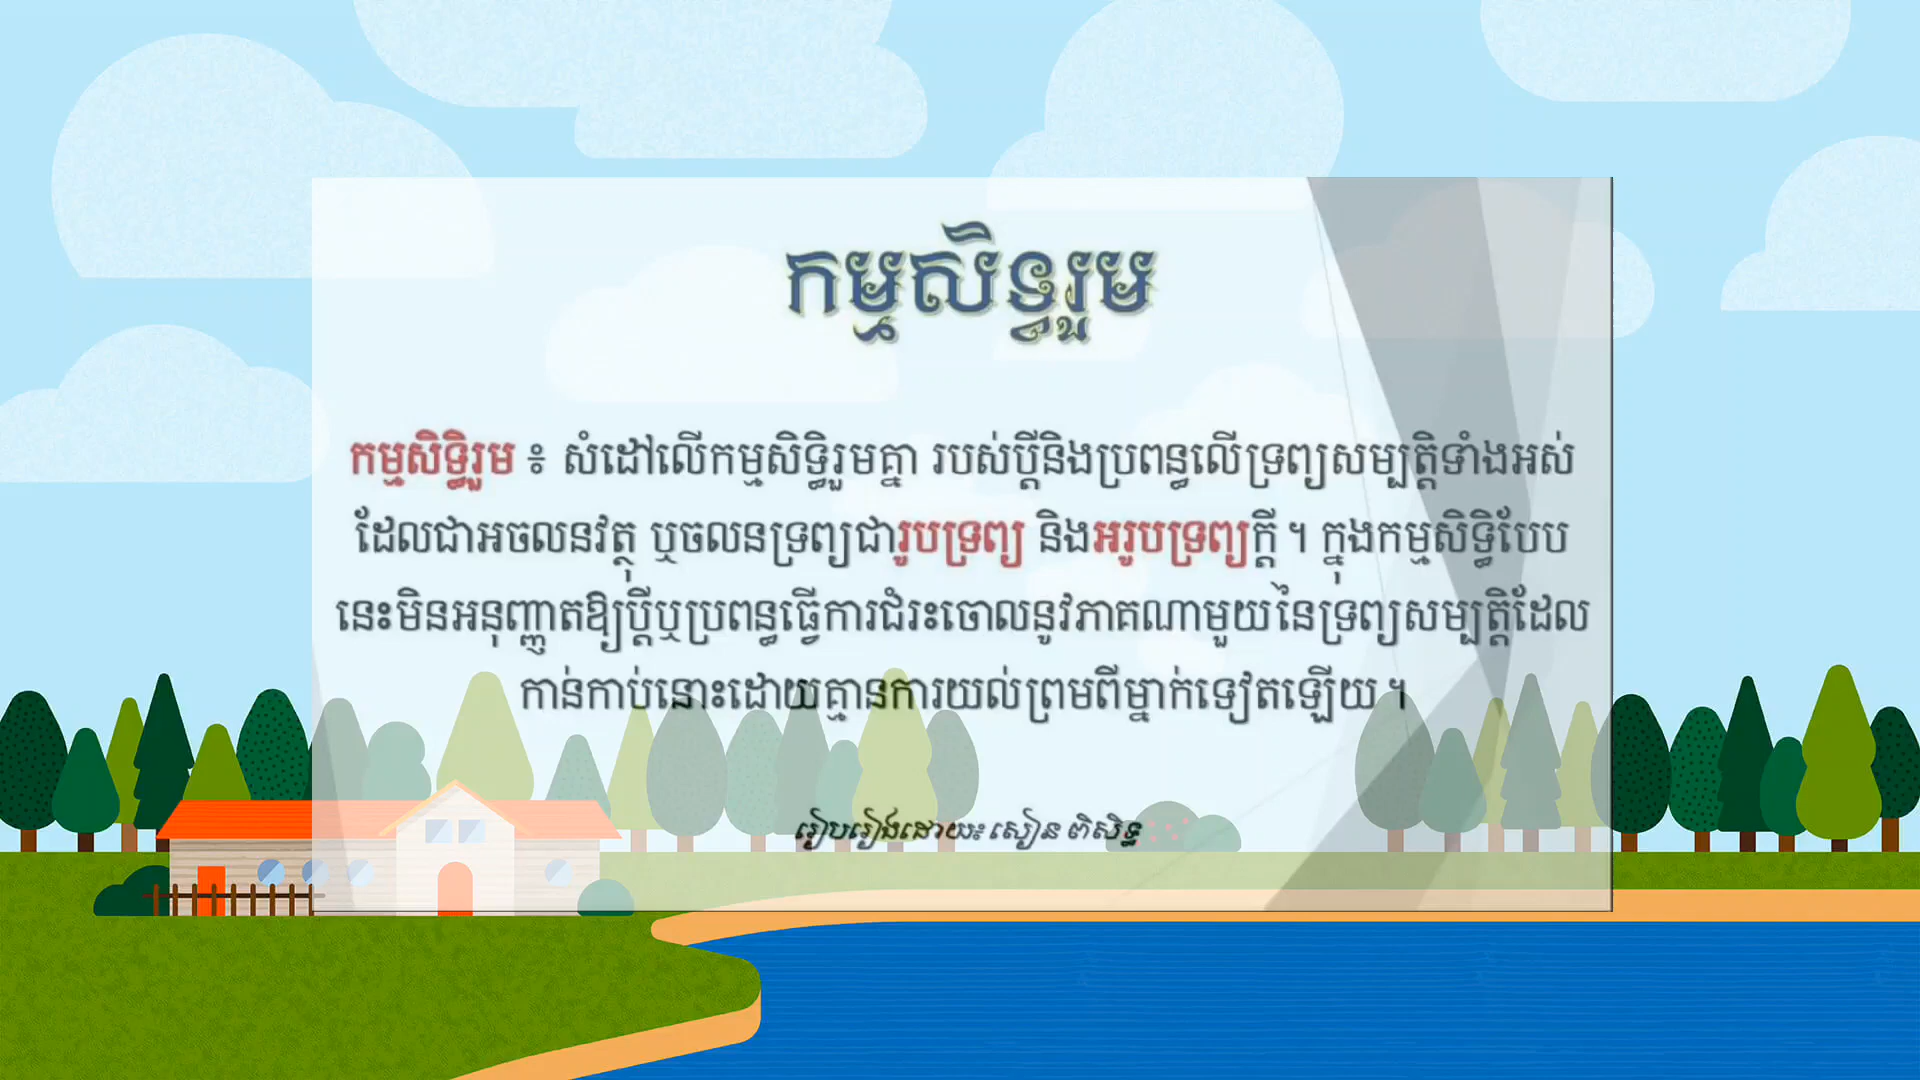 កម្មសិទ្ធរួម
កម្មសិទ្ធិរួម ៖ សំដៅលើកម្មសិទ្ធិរួមគ្នា របស់ប្ដីនិងប្រពន្ធលើទ្រព្យសម្បត្តិទាំងអស់
ដែលជាអចលនវត្ថុ ឬចលនទ្រព្យជារូបទ្រព្យ និងអរូបទ្រព្យក្ដី ។ ក្នុងកម្មសិទ្ធិបែប
នេះមិនអនុញ្ញាតឱ្យប្ដីឬប្រពន្ធធ្វើការជំរះចោលនូវភាគណាមួយនៃទ្រព្យសម្បត្តិដែល
កាន់កាប់នោះដោយគ្មានការយល់ព្រមពីម្នាក់ទៀតឡើយ ។
រៀបរៀងដោយ៖ សៀន ពិសិទ្ធ